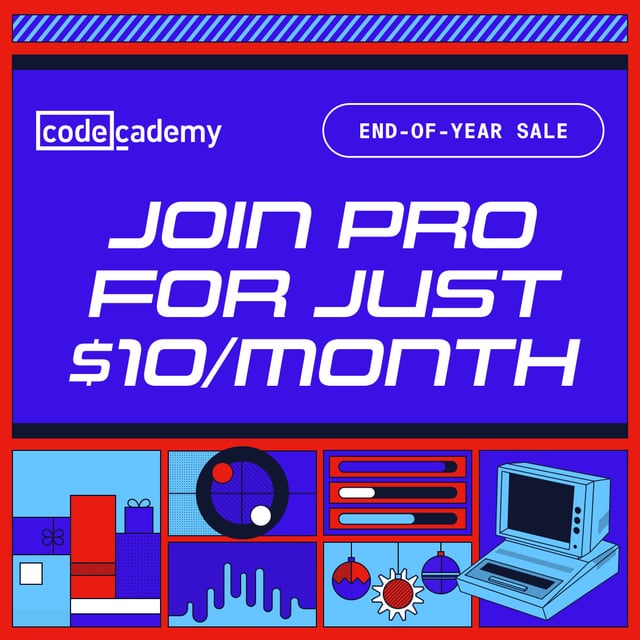 codecademy
END-OF-YEAR SALE
JOIN PRO
FOR JUST
$10/MONTH